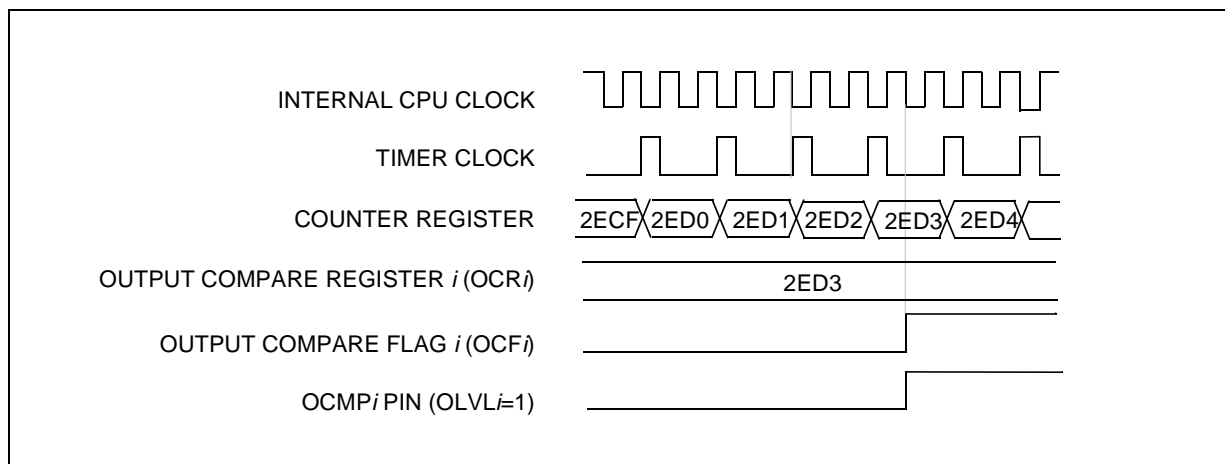 INTERNAL CPU CLOCK
TIMER CLOCK
COUNTER REGISTER 2ECF 2ED0 2ED1 2ED2 2ED3 2ED4
OUTPUT COMPARE REGISTER i (OCRi) 2ED3
OUTPUT COMPARE FLAG i (OCFi)
OCMPi PIN (OLVLi=1)